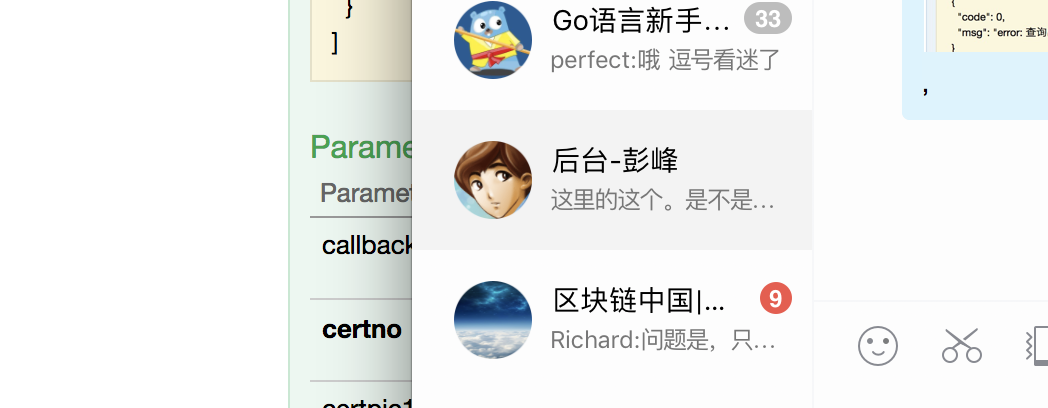 }
]
Parame
Paramet
callback
certno
certpic1
Go语言新手…
33
perfect:哦 逗号看迷了
后台-彭峰
这里的这个。是不是…
区块链中国|…
9
Richard:问题是，只…
{
"code": 0,
"msg": "error: 查询
}
,